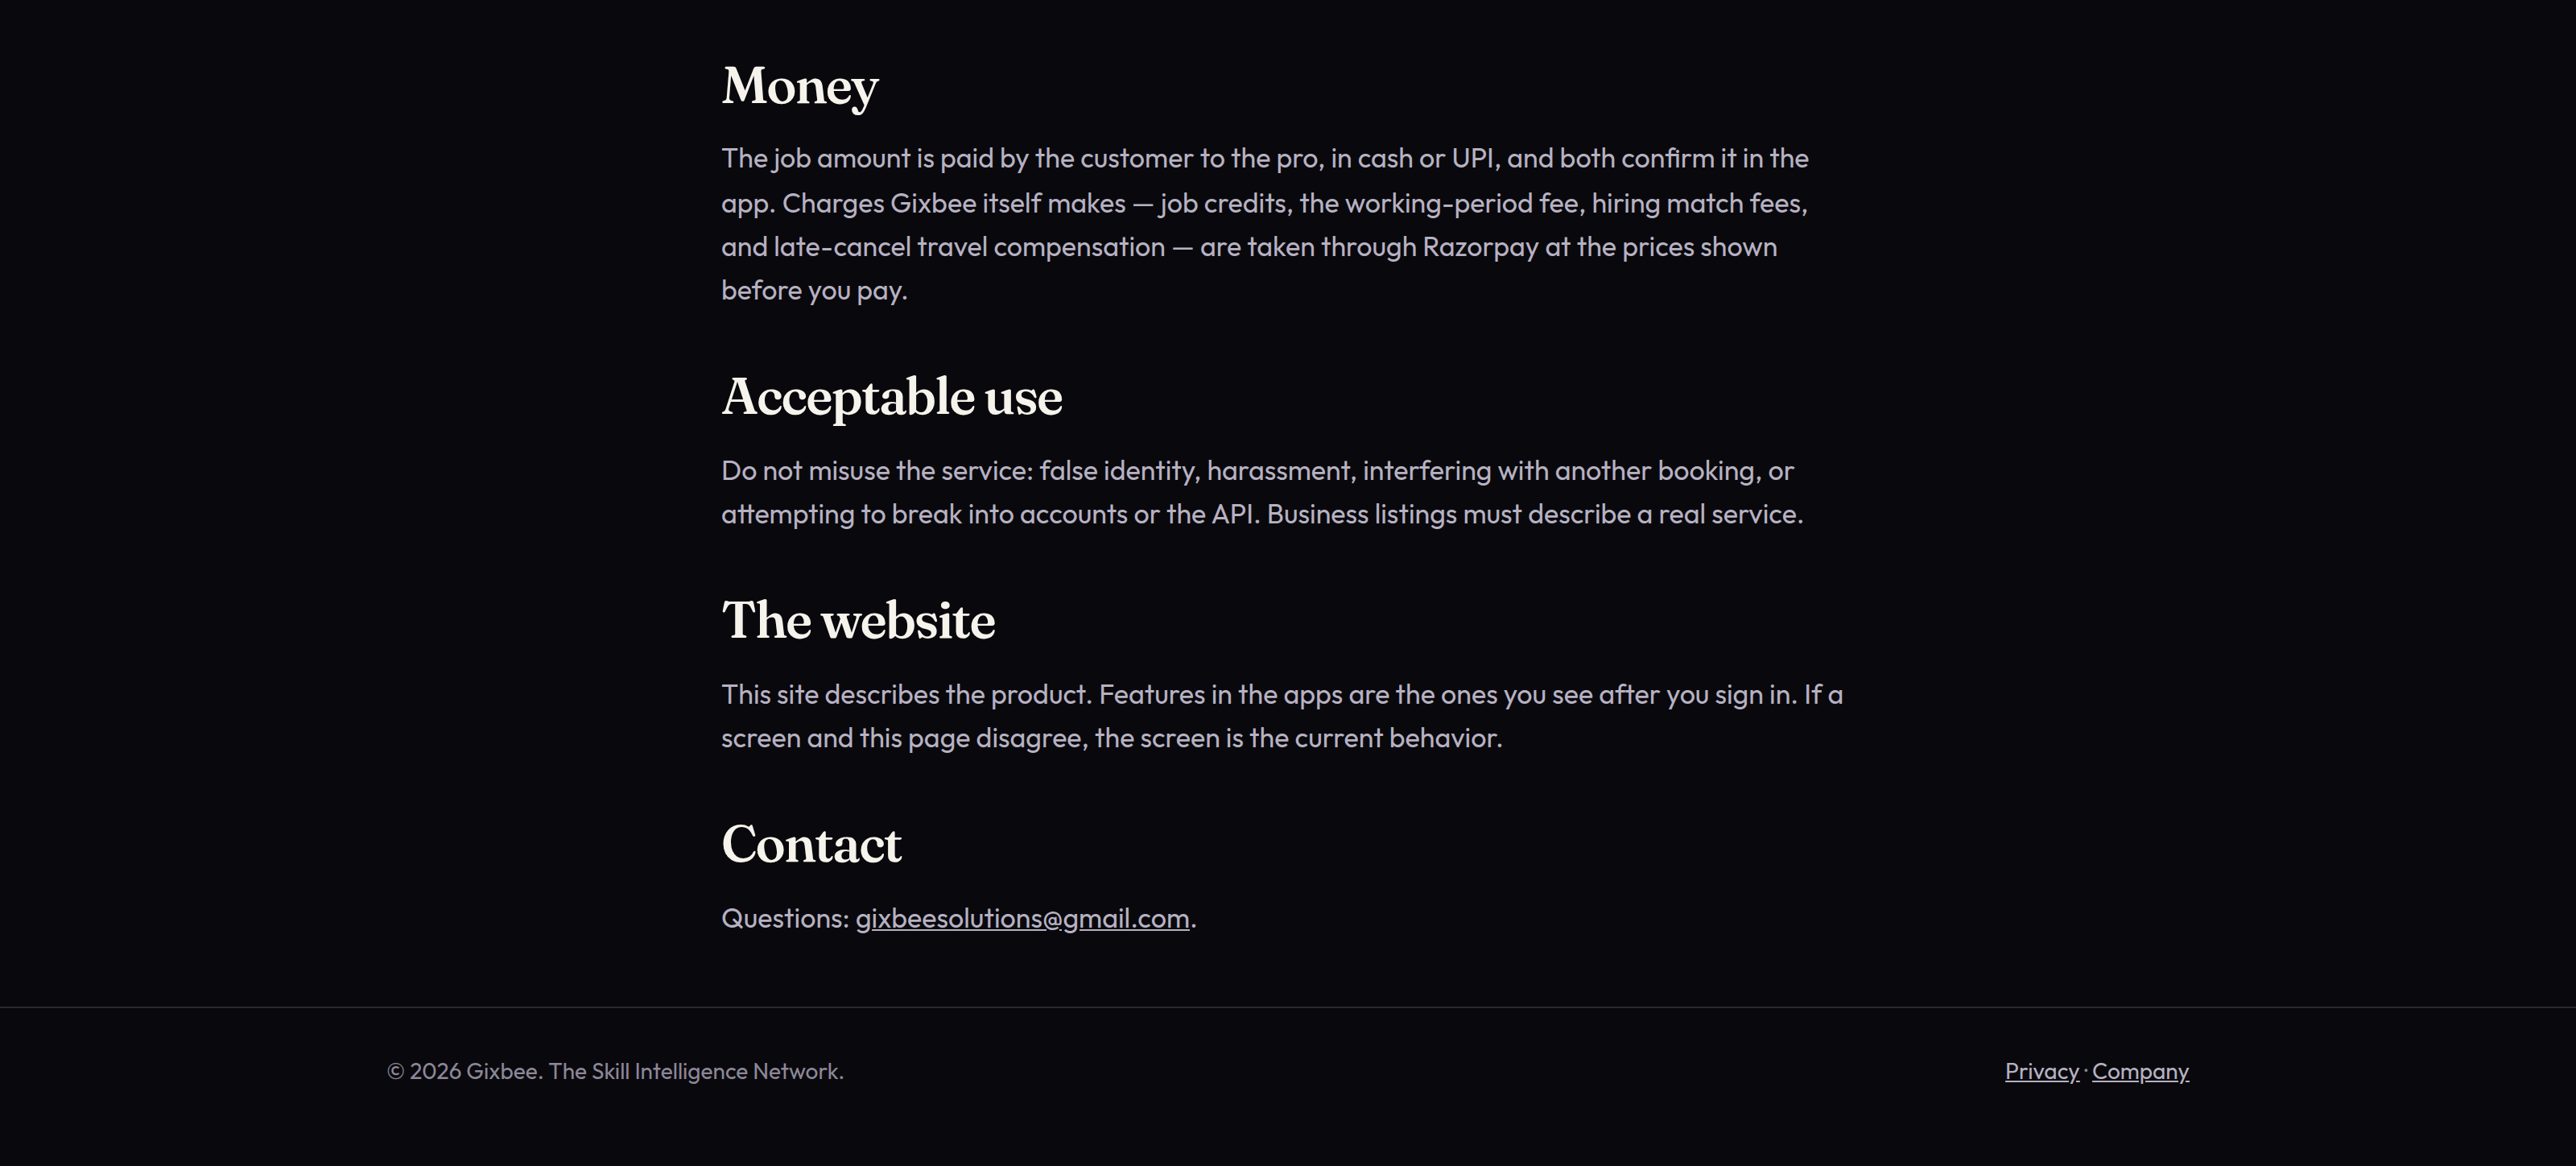 Money
The job amount is paid by the customer to the pro, in cash or UPI, and both confirm it in the
app. Charges Gixbee itself makes — job credits, the working-period fee, hiring match fees,
and late-cancel travel compensation — are taken through Razorpay at the prices shown
before you pay.
Acceptable use
Do not misuse the service: false identity, harassment, interfering with another booking, or
attempting to break into accounts or the API. Business listings must describe a real service.
The website
This site describes the product. Features in the apps are the ones you see after you sign in. If a
screen and this page disagree, the screen is the current behavior.
Contact
Questions: gixbeesolutions@gmail.com.
© 2026 Gixbee. The Skill Intelligence Network.
Privacy · Company